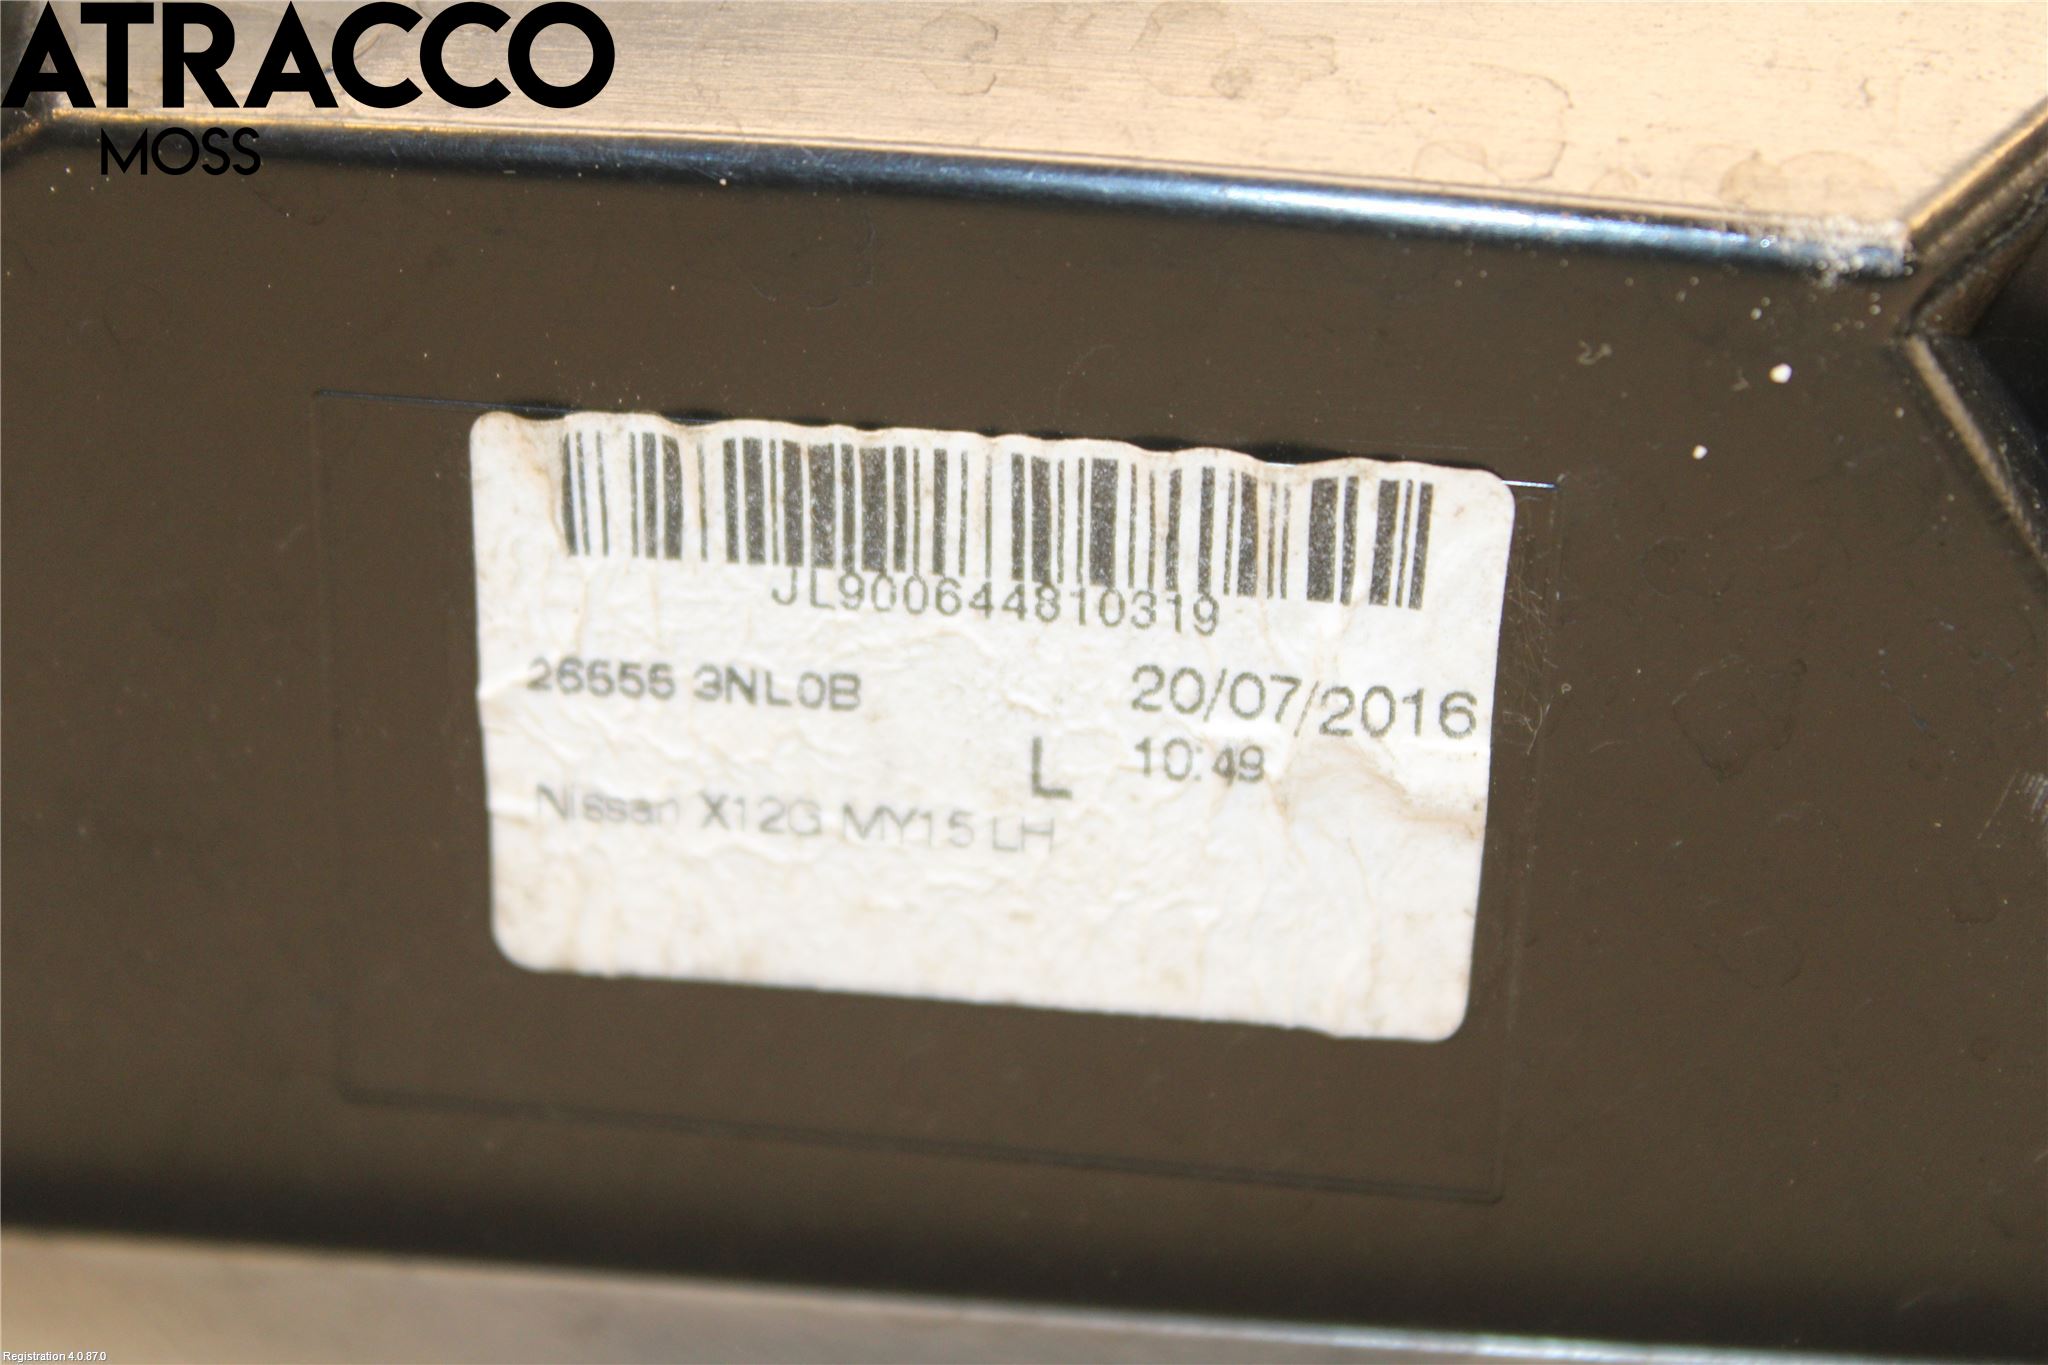 ATRACCO
MOSS
JL900644810319
26555 3NL0B
20/07/2016
L
10:49
Nissan X12G MY15 LH
Registration 4.0.87.0